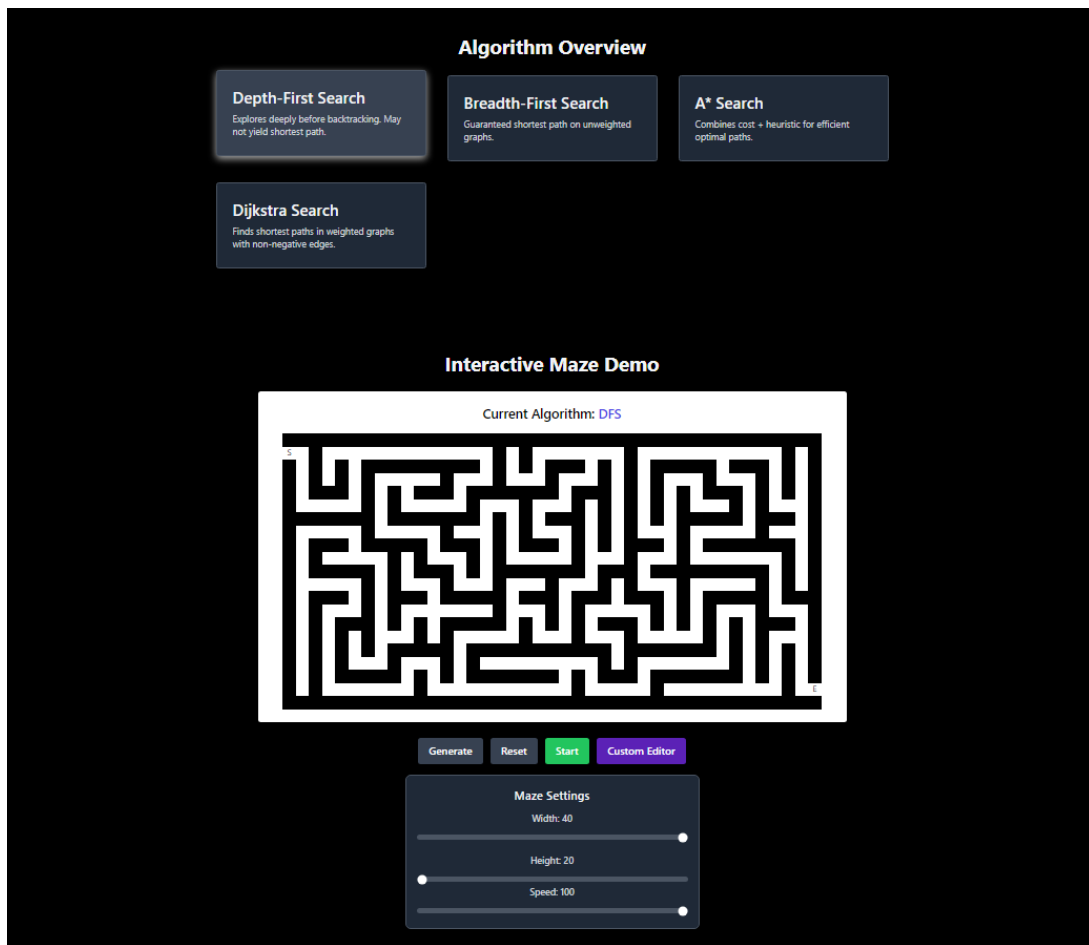 Algorithm Overview
Depth-First Search
Explores deeply before backtracking. May
not yield shortest path.
Breadth-First Search
Guaranteed shortest path on unweighted
graphs.
A* Search
Combines cost + heuristic for efficient
optimal paths.
Dijkstra Search
Finds shortest paths in weighted graphs
with non-negative edges.
Interactive Maze Demo
Current Algorithm: DFS
S
E
Generate
Reset
Start
Custom Editor
Maze Settings
Width: 40
Height: 20
Speed: 100